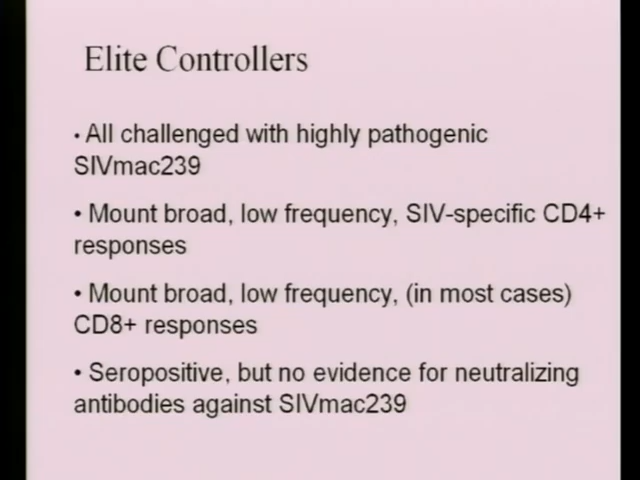 Elite Controllers
• All challenged with highly pathogenic
SIVmac239
• Mount broad, low frequency, SIV-specific CD4+
responses
• Mount broad, low frequency, (in most cases)
CD8+ responses
• Seropositive, but no evidence for neutralizing
antibodies against SIVmac239